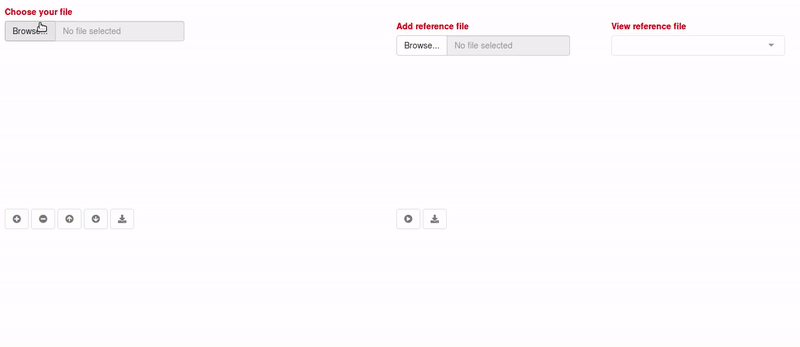 Choose your file
Browse... No file selected
Add reference file
Browse... No file selected
View reference file